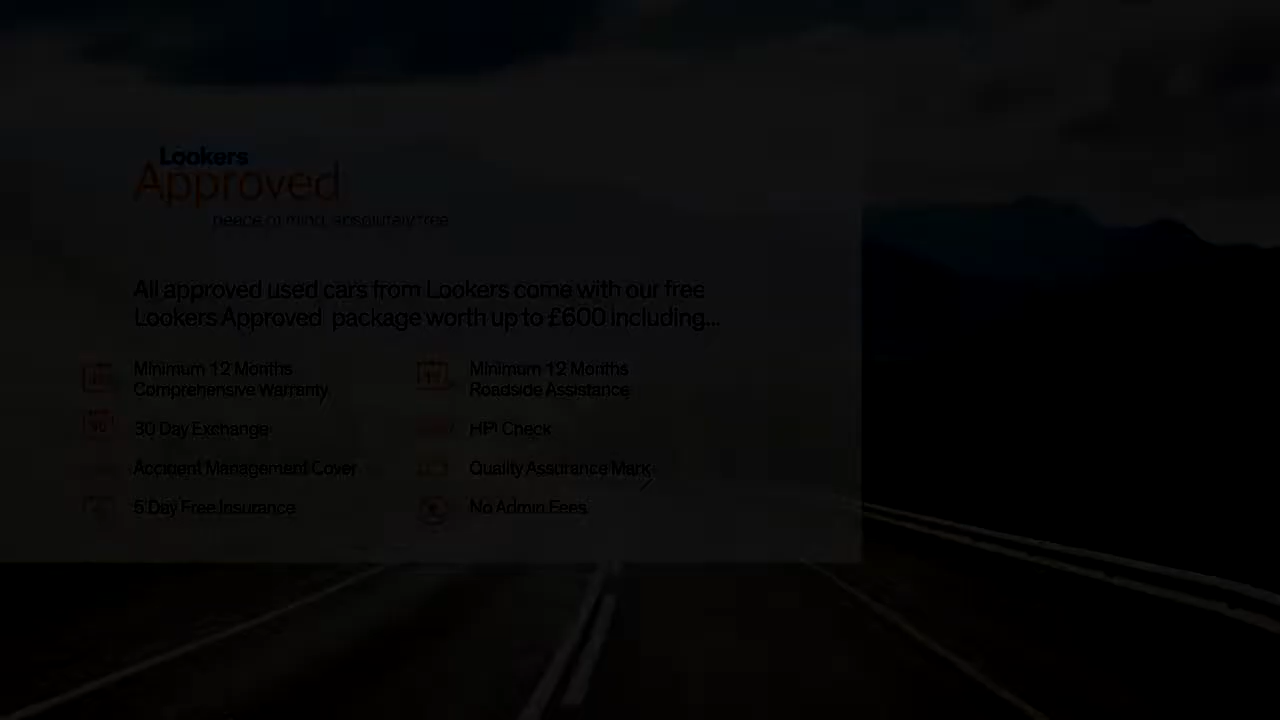 Lookers
Approved
peace of mind, absolutely free
All approved used cars from Lookers come with our free
Lookers Approved package worth up to £600 including...
Minimum 12 Months
Comprehensive Warranty
Minimum 12 Months
Roadside Assistance
30 Day Exchange
HPI Check
Accident Management Cover
Quality Assurance Mark
5 Day Free Insurance
No Admin Fees